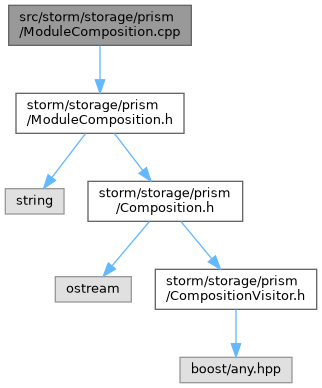 src/storm/storage/prism
/ModuleComposition.cpp
storm/storage/prism
/ModuleComposition.h
string
storm/storage/prism
/Composition.h
ostream
storm/storage/prism
/CompositionVisitor.h
boost/any.hpp